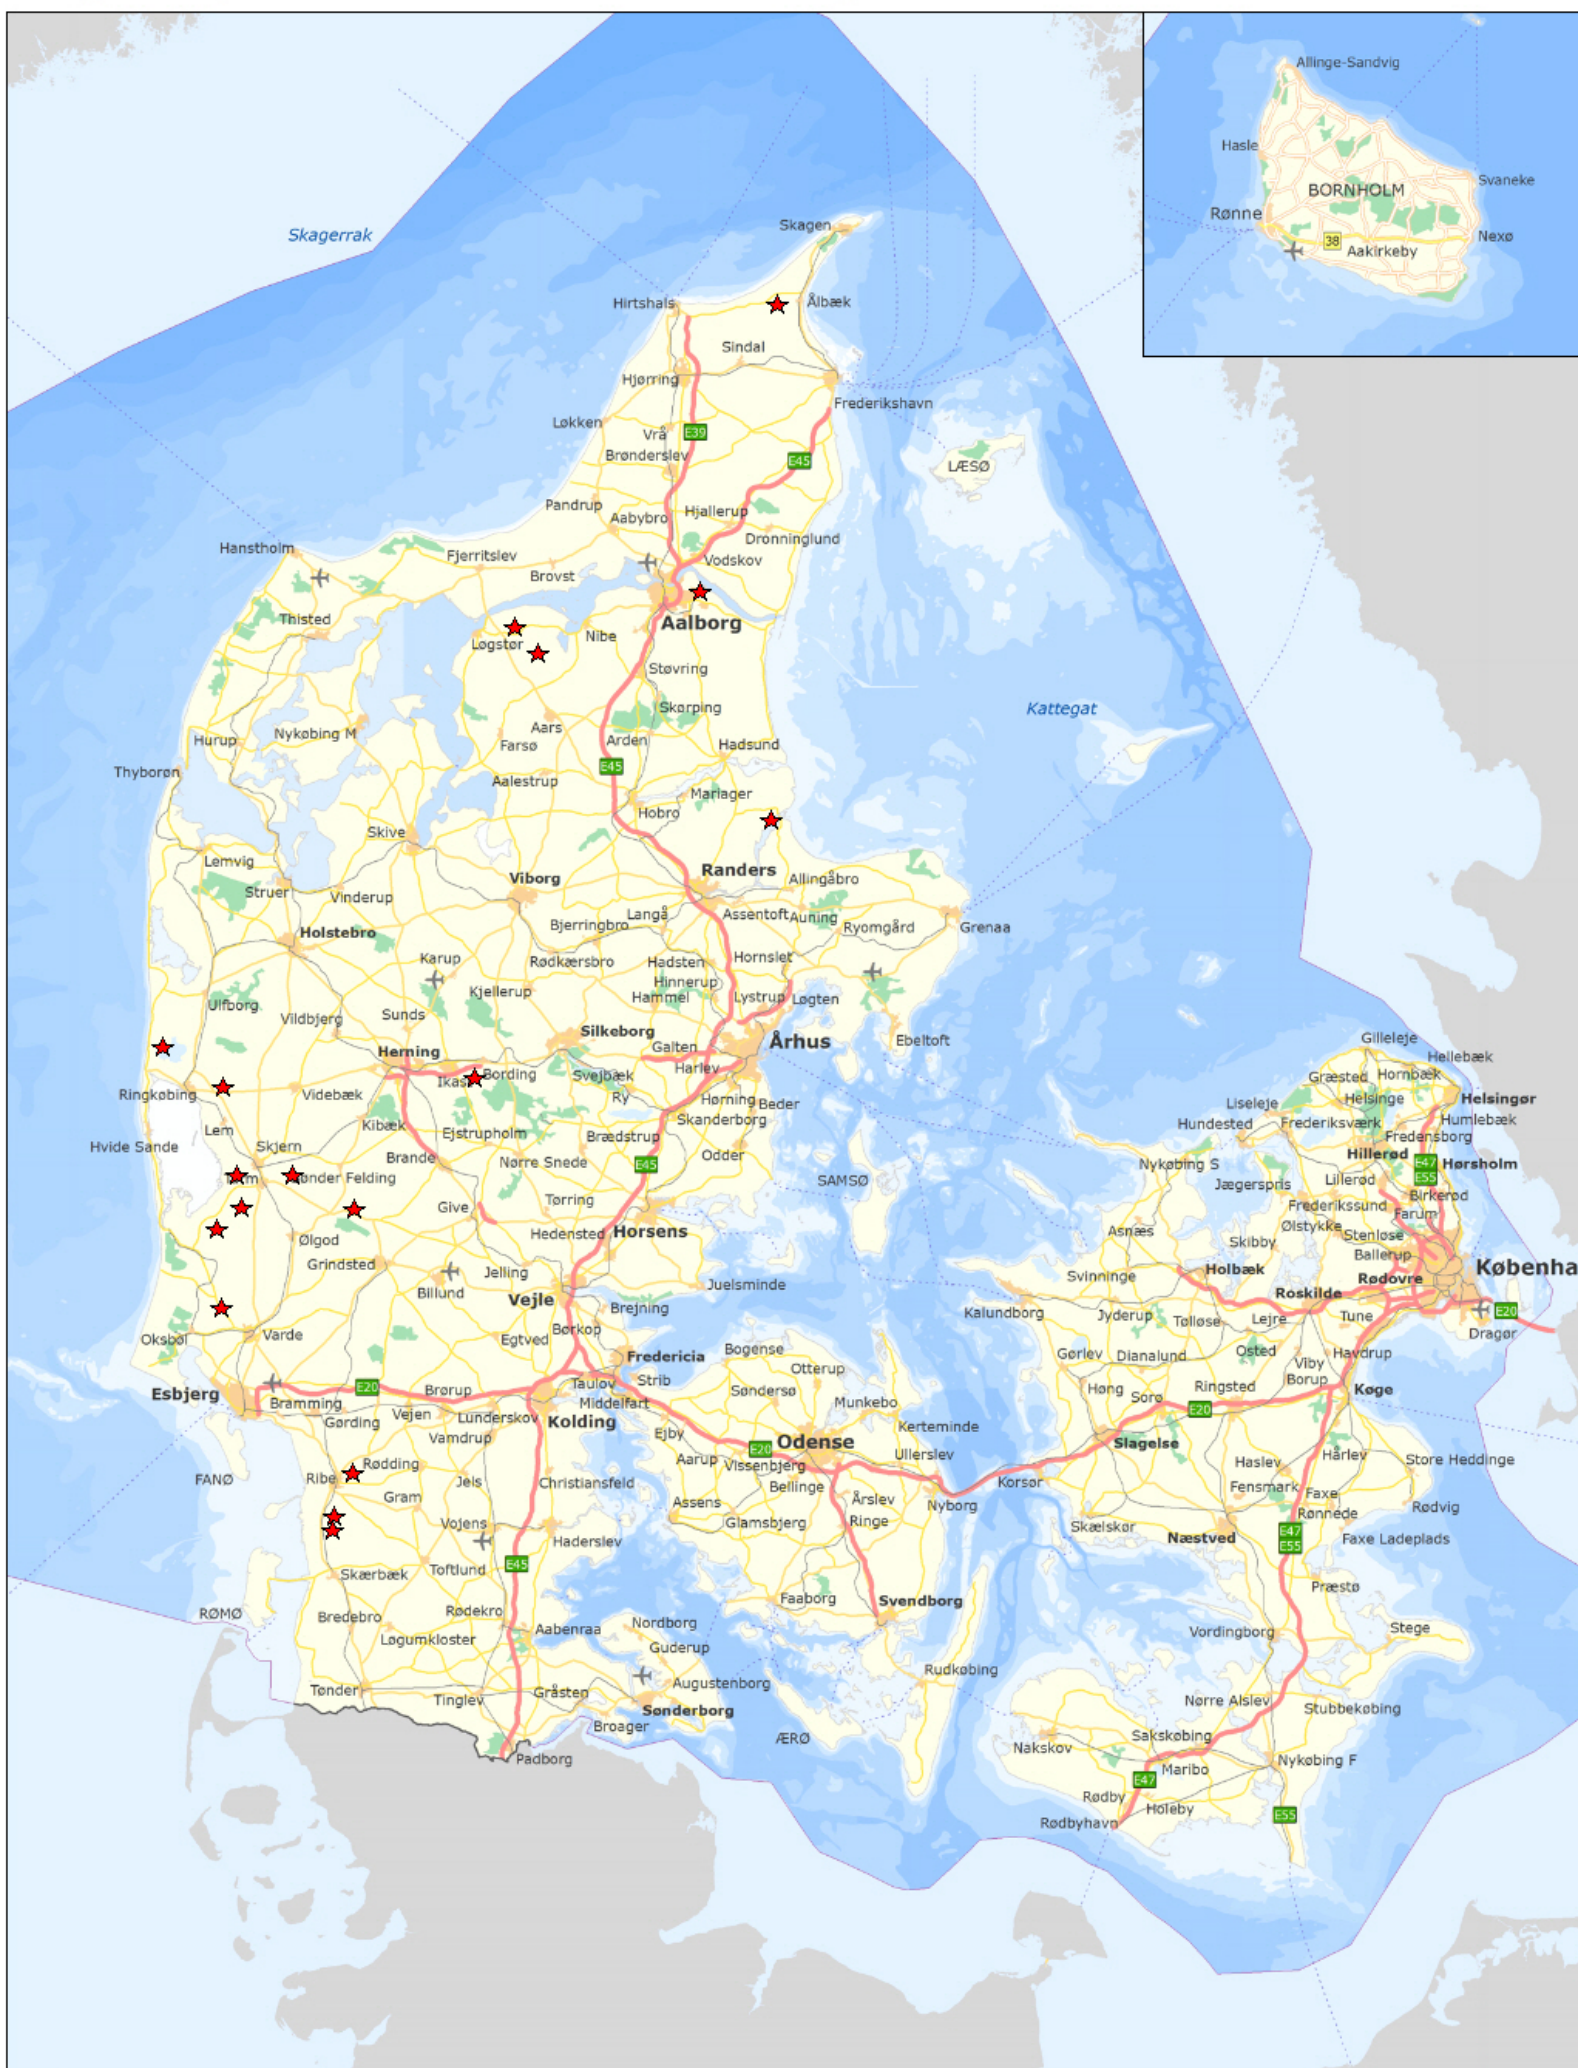 Allinge-Sandvig
Hasle
BORNHOLM
Svaneke
Rønne
38
Aakirkeby
Nexø
Skagerrak
Skagen
Hirtshals
Ålbæk
Sindal
Hjørring
Frederikshavn
Løkken
Vrå
E39
Brønderslev
E45
LÆSØ
Pandrup
Aabybro
Hjallerup
Dronninglund
Hanstholm
Fjerritslev
Brovst
Vodskov
Thisted
Løgstør
Nibe
Aalborg
Støvring
Skørping
Kattegat
Nykøbing M
Hurup
Aars
Farsø
Arden
Hadsund
Thyborøn
Aalestrup
E45
Mariager
Hobro
Skive
Lemvig
Struer
Vinderup
Viborg
Randers
Allingåbro
Langå
Assentoft
Auning
Bjerringbro
Ryomgård
Grenaa
Holstebro
Karup
Rødkærsbro
Hadsten
Hornslet
Hinnerup
Kjellerup
Hammel
Lystrup
Løgten
Ulfborg
Vildbjerg
Sunds
Silkeborg
Århus
Ebeltoft
Herning
Galten
Bording
Svejbæk
Harlev
Gilleleje
Hellebæk
Ringkøbing
Videbæk
Ry
Hørning
Beder
Græsted
Hornbæk
Helsinge
Helsingør
Liseleje
Hundested
Frederiksværk
Humlebæk
Fredensborg
Lem
Kibæk
Ejstrupholm
Brædstrup
Skanderborg
Hvide Sande
Skjern
Brande
Nørre Snede
Odder
E45
Hillerød
E47
E55
Hørsholm
Nykøbing S
SAMSØ
Jægerspris
Lillerød
Birkerød
Tørring
Give
Horsens
Hedensted
Frederikssund
Farum
Ølstykke
Stenløse
Asnæs
Skibby
Ballerup
Ølgod
Grindsted
Billund
Jelling
Juelsminde
Svinninge
Holbæk
Rødovre
Københa
Vejle
Brejning
Kalundborg
Roskilde
Jyderup
Tølløse
Lejre
Tune
E20
Dragør
Oksbøl
Varde
Egtved
Børkop
Bogense
Gørlev
Dianalund
Osted
Viby
Havdrup
Fredericia
Otterup
Esbjerg
E20
Brørup
Taulov
Strib
Søndersø
Munkebo
Høng
Sorø
Ringsted
Borup
Køge
Bramming
Gørding
Vejen
Lunderskov
Middelfart
Kolding
Kerteminde
E20
Vamdrup
Ejby
E20
Odense
Ullerslev
Slagelse
Hårlev
Store Heddinge
FANØ
Ribe
Rødding
Jels
Christiansfeld
Aarup
Vissenbjerg
Bellinge
Korsør
Haslev
Fensmark
Faxe
Rødvig
Gram
Assens
Årslev
Nyborg
Vojens
Haderslev
Glamsbjerg
Ringe
Skælskør
Næstved
E47
E55
Rønnede
Faxe Ladeplads
Skærbæk
Toftlund
E45
Præstø
RØMØ
Bredebro
Rødekro
Faaborg
Svendborg
Løgumkloster
Aabenraa
Nordborg
Guderup
Vordingborg
Stege
Rudkøbing
Tønder
Tinglev
Gråsten
Augustenborg
Sønderborg
Broager
Nørre Alslev
Stubbekøbing
Padborg
ÆRØ
Nakskov
Sakskøbing
Maribo
Nykøbing F
E47
Rødby
Holeby
Rødbyhavn
E55